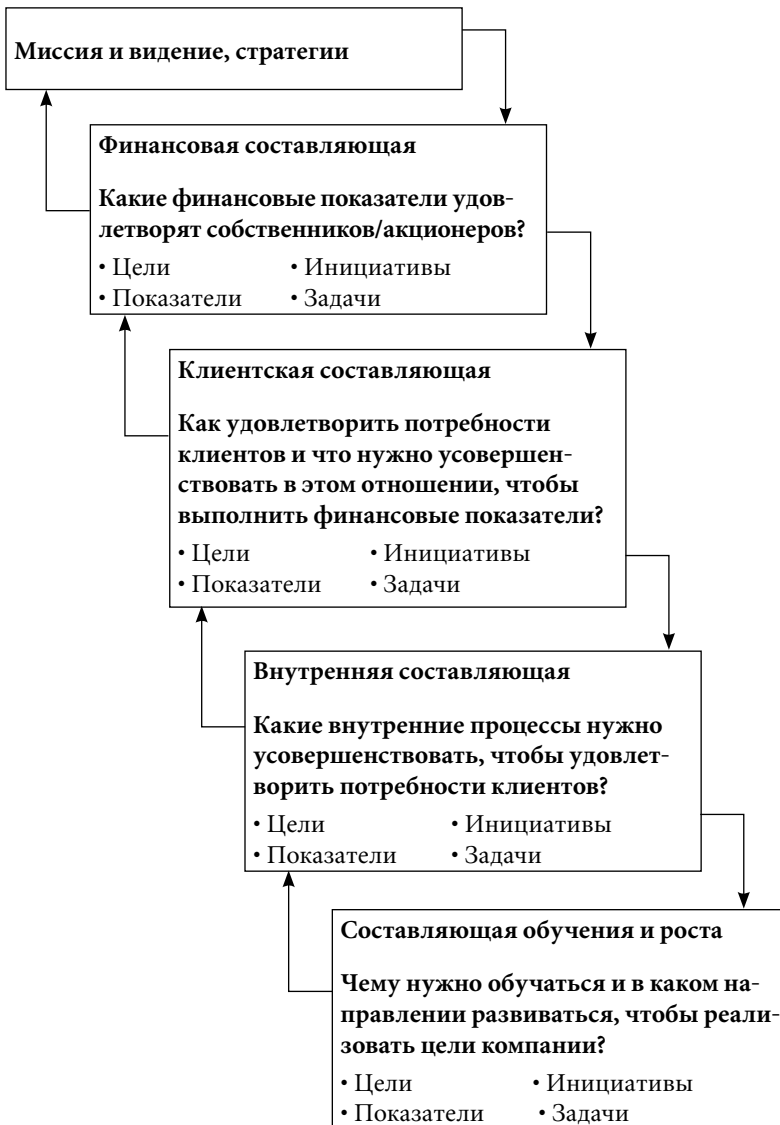 Миссия и видение, стратегии
Финансовая составляющая
Какие финансовые показатели удов-
летворят собственников/акционеров?
• Цели • Инициативы
• Показатели • Задачи
Клиентская составляющая
Как удовлетворить потребности
клиентов и что нужно усовершен-
ствовать в этом отношении, чтобы
выполнить финансовые показатели?
• Цели • Инициативы
• Показатели • Задачи
Внутренняя составляющая
Какие внутренние процессы нужно
усовершенствовать, чтобы удовлет-
ворить потребности клиентов?
• Цели • Инициативы
• Показатели • Задачи
Составляющая обучения и роста
Чему нужно обучаться и в каком на-
правлении развиваться, чтобы реали-
зовать цели компании?
• Цели • Инициативы
• Показатели • Задачи